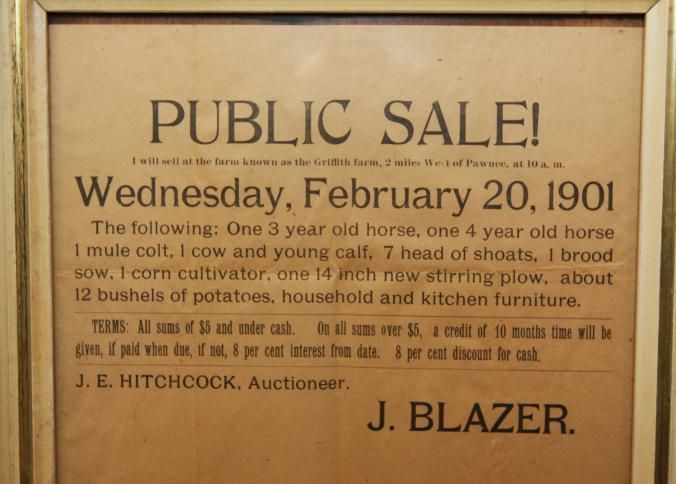 PUBLIC SALE!
I will sell at the farm known as the Griffith farm, 2 miles West of Pawnee, at 10 a. m.
Wednesday, February 20, 1901
The following: One 3 year old horse, one 4 year old horse
1 mule colt, 1 cow and young calf, 7 head of shoats, 1 brood
sow, 1 corn cultivator, one 14 inch new stirring plow, about
12 bushels of potatoes, household and kitchen furniture.
TERMS: All sums of $5 and under cash. On all sums over $5, a credit of 10 months time will be
given, if paid when due, if not, 8 per cent interest from date. 8 per cent discount for cash.
J. E. HITCHCOCK, Auctioneer.
J. BLAZER.